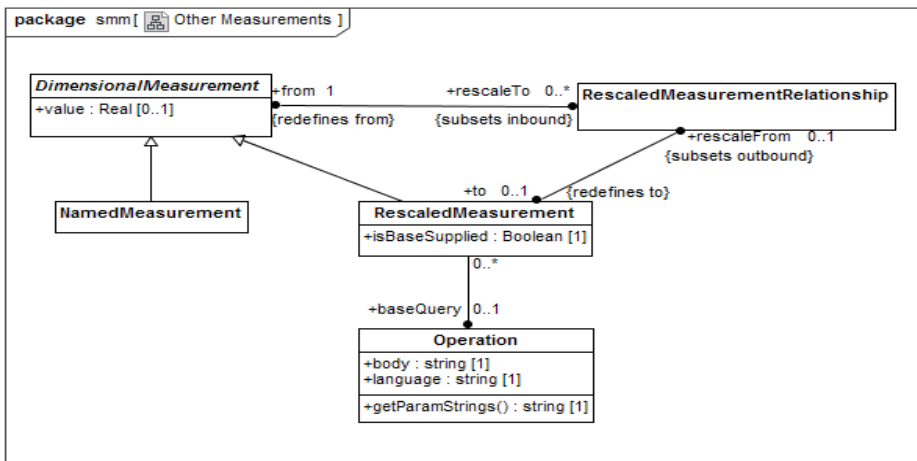 package smm[ Other Measurements ]
DimensionalMeasurement
+value : Real [0..1]
+from 1
+rescaleTo 0..*
{redefines from}
{subsets inbound}
RescaledMeasurementRelationship
+rescaleFrom 0..1
{subsets outbound}
+to 0..1
{redefines to}
NamedMeasurement
RescaledMeasurement
+isBaseSupplied : Boolean [1]
0..*
+baseQuery 0..1
Operation
+body : string [1]
+language : string [1]
+getParamStrings() : string [1]